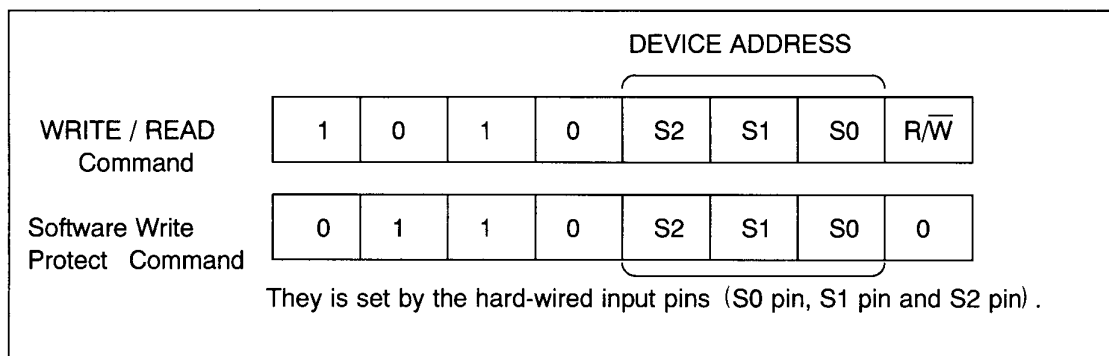 DEVICE ADDRESS
WRITE / READ
Command
1 0 1 0 S2 S1 S0 R/W̅
Software Write
Protect Command
0 1 1 0 S2 S1 S0 0
They is set by the hard-wired input pins (S0 pin, S1 pin and S2 pin) .